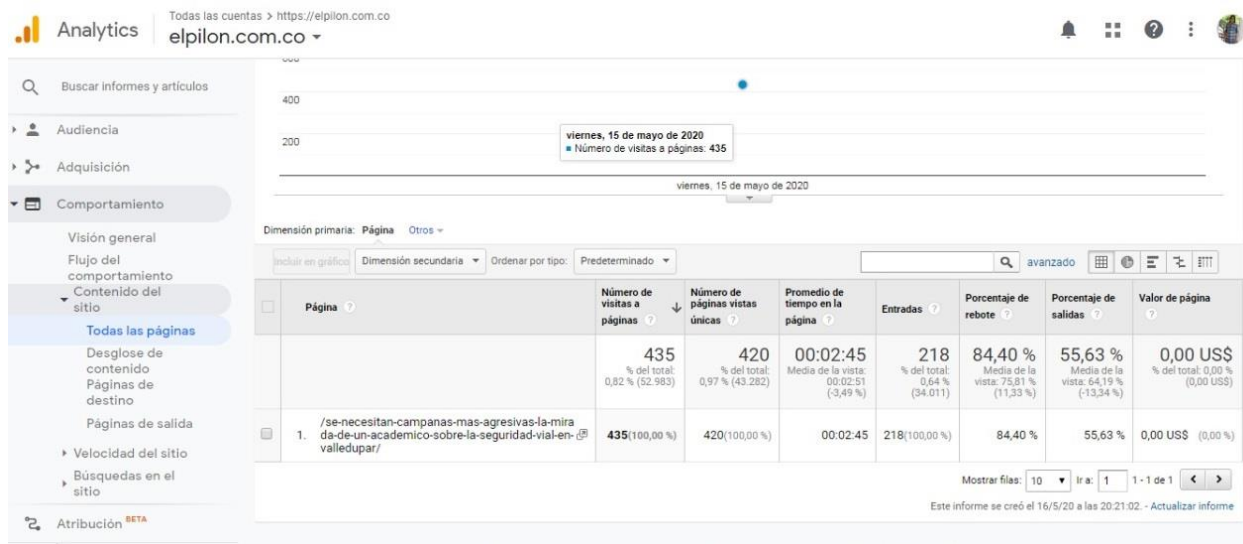 Analytics
Todas las cuentas > https://elpilon.com.co
elpilon.com.co
Buscar informes y artículos
Audiencia
Adquisición
Comportamiento
Visión general
Flujo del
comportamiento
Contenido del
sitio
Todas las páginas
Desglose de
contenido
Páginas de
destino
Páginas de salida
Velocidad del sitio
Búsquedas en el
sitio
Atribución BETA
400
200
viernes, 15 de mayo de 2020
Número de visitas a páginas: 435
viernes, 15 de mayo de 2020
Dimensión primaria: Página Otros
Incluir en gráfico Dimensión secundaria Ordenar por tipo: Predeterminado avanzado
Página ?
Número de
visitas a
páginas ?
Número de
páginas vistas
únicas ?
Promedio de
tiempo en la
página ?
Entradas ?
Porcentaje de
rebote ?
Porcentaje de
salidas ?
Valor de página
?
435
% del total:
0,82 % (52.983)
420
% del total:
0,97 % (43.282)
00:02:45
Media de la vista:
00:02:51
(-3,49 %)
218
% del total:
0,64 %
(34.011)
84,40 %
Media de la
vista: 75,81 %
(11,33 %)
55,63 %
Media de la
vista: 64,19 %
(-13,34 %)
0,00 US$
% del total: 0,00 %
(0,00 US$)
1.
/se-necesitan-campanas-mas-agresivas-la-mira
da-de-un-academico-sobre-la-seguridad-vial-en-
valledupar/
435(100,00 %) 420(100,00 %) 00:02:45 218(100,00 %) 84,40 % 55,63 % 0,00 US$ (0,00 %)
Mostrar filas: 10 Ir a: 1 1 - 1 de 1
Este informe se creó el 16/5/20 a las 20:21:02. - Actualizar informe